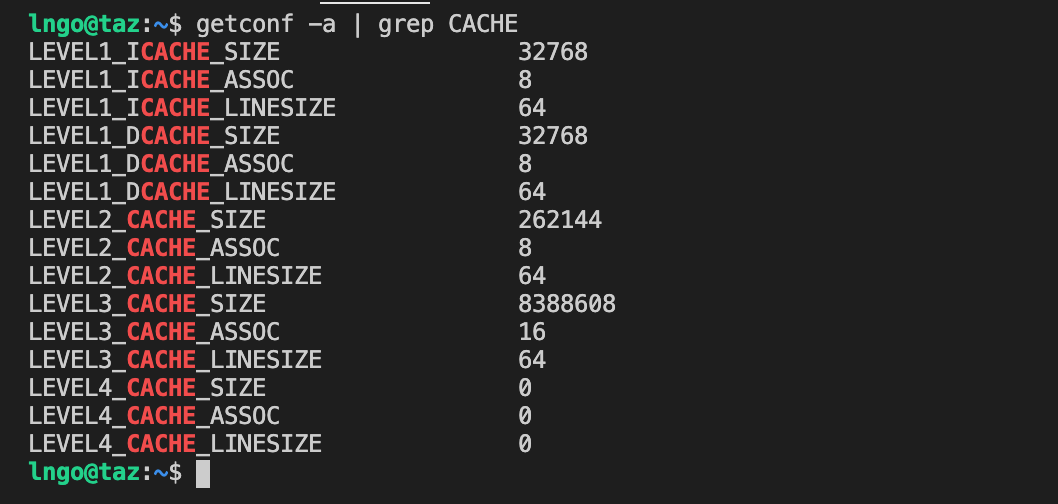 lngo@taz:~$ getconf -a | grep CACHE
LEVEL1_ICACHE_SIZE                 32768
LEVEL1_ICACHE_ASSOC                8
LEVEL1_ICACHE_LINESIZE             64
LEVEL1_DCACHE_SIZE                 32768
LEVEL1_DCACHE_ASSOC                8
LEVEL1_DCACHE_LINESIZE             64
LEVEL2_CACHE_SIZE                  262144
LEVEL2_CACHE_ASSOC                 8
LEVEL2_CACHE_LINESIZE              64
LEVEL3_CACHE_SIZE                  8388608
LEVEL3_CACHE_ASSOC                 16
LEVEL3_CACHE_LINESIZE              64
LEVEL4_CACHE_SIZE                  0
LEVEL4_CACHE_ASSOC                 0
LEVEL4_CACHE_LINESIZE              0
lngo@taz:~$